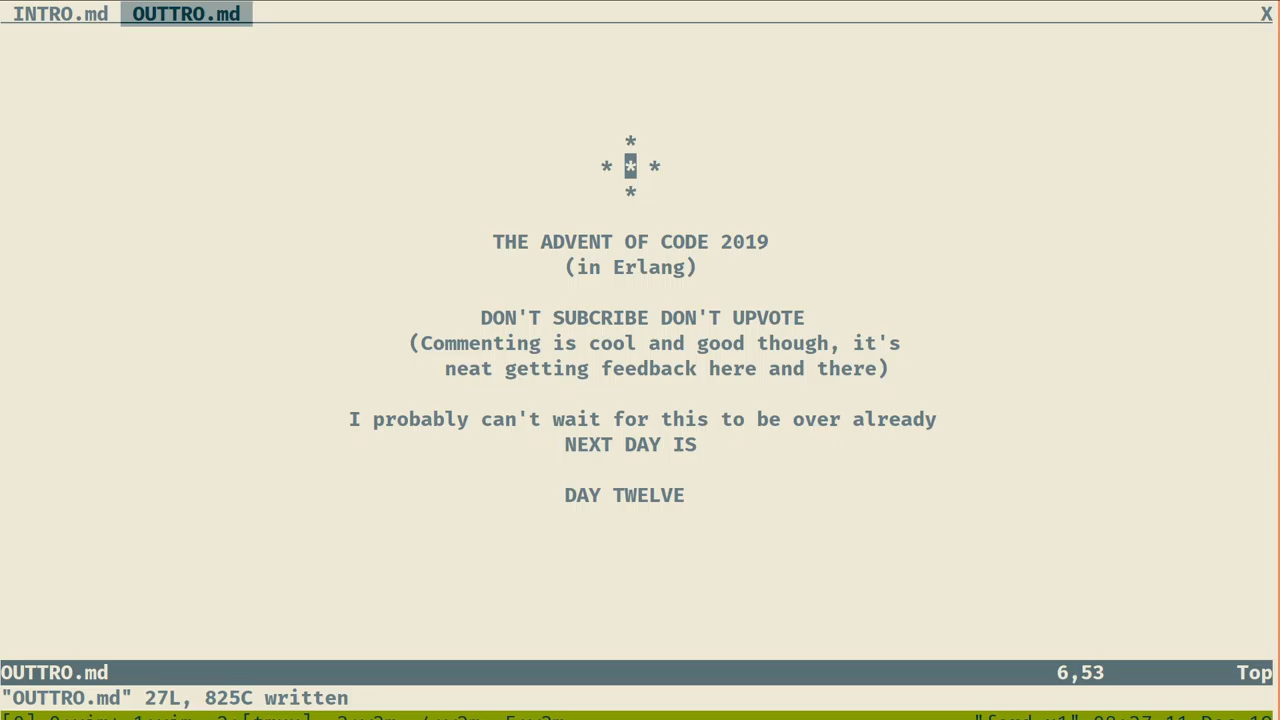 INTRO.md OUTTRO.md X
*
* * *
*
THE ADVENT OF CODE 2019
(in Erlang)
DON'T SUBCRIBE DON'T UPVOTE
(Commenting is cool and good though, it's
neat getting feedback here and there)
I probably can't wait for this to be over already
NEXT DAY IS
DAY TWELVE
OUTTRO.md 6,53 Top
"OUTTRO.md" 27L, 825C written